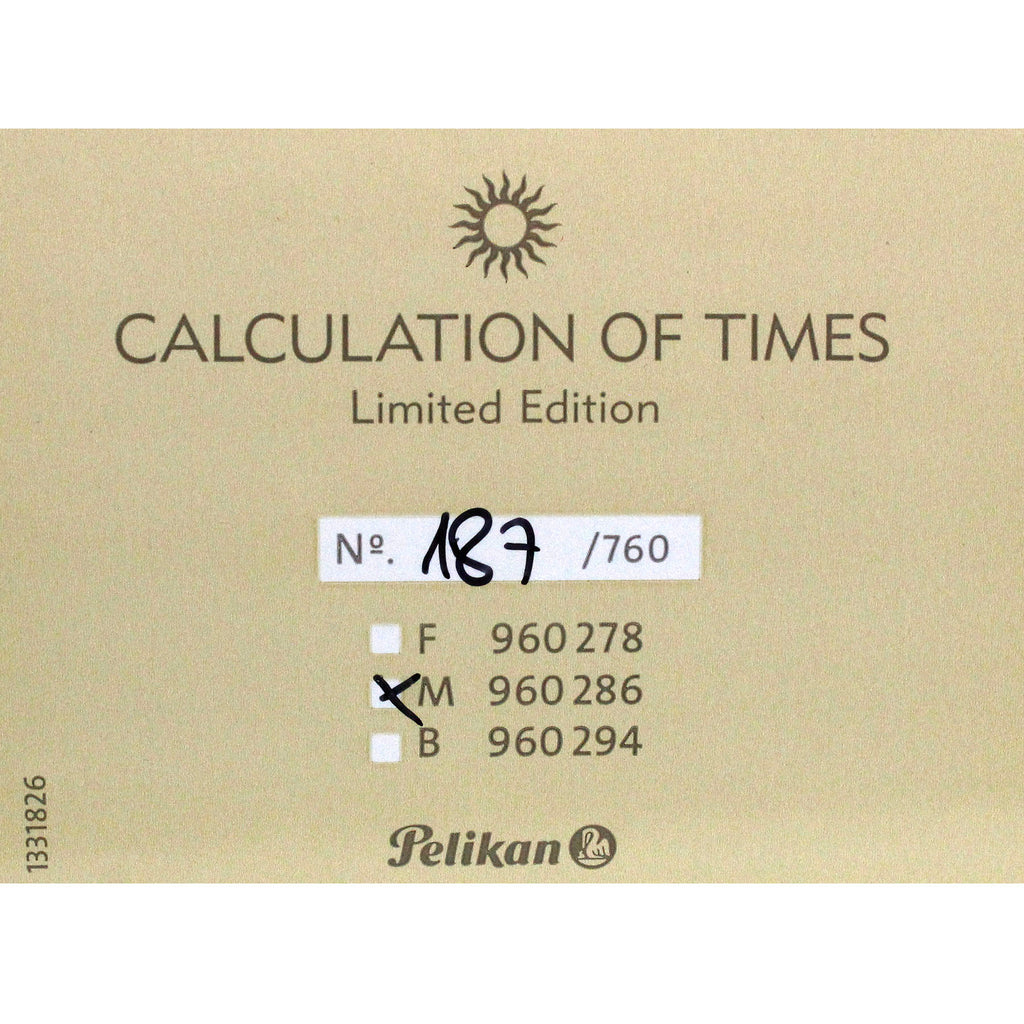 CALCULATION OF TIMES
Limited Edition
Nº. 187 /760
F 960 278
M 960 286
B 960 294
1331826
Pelikan